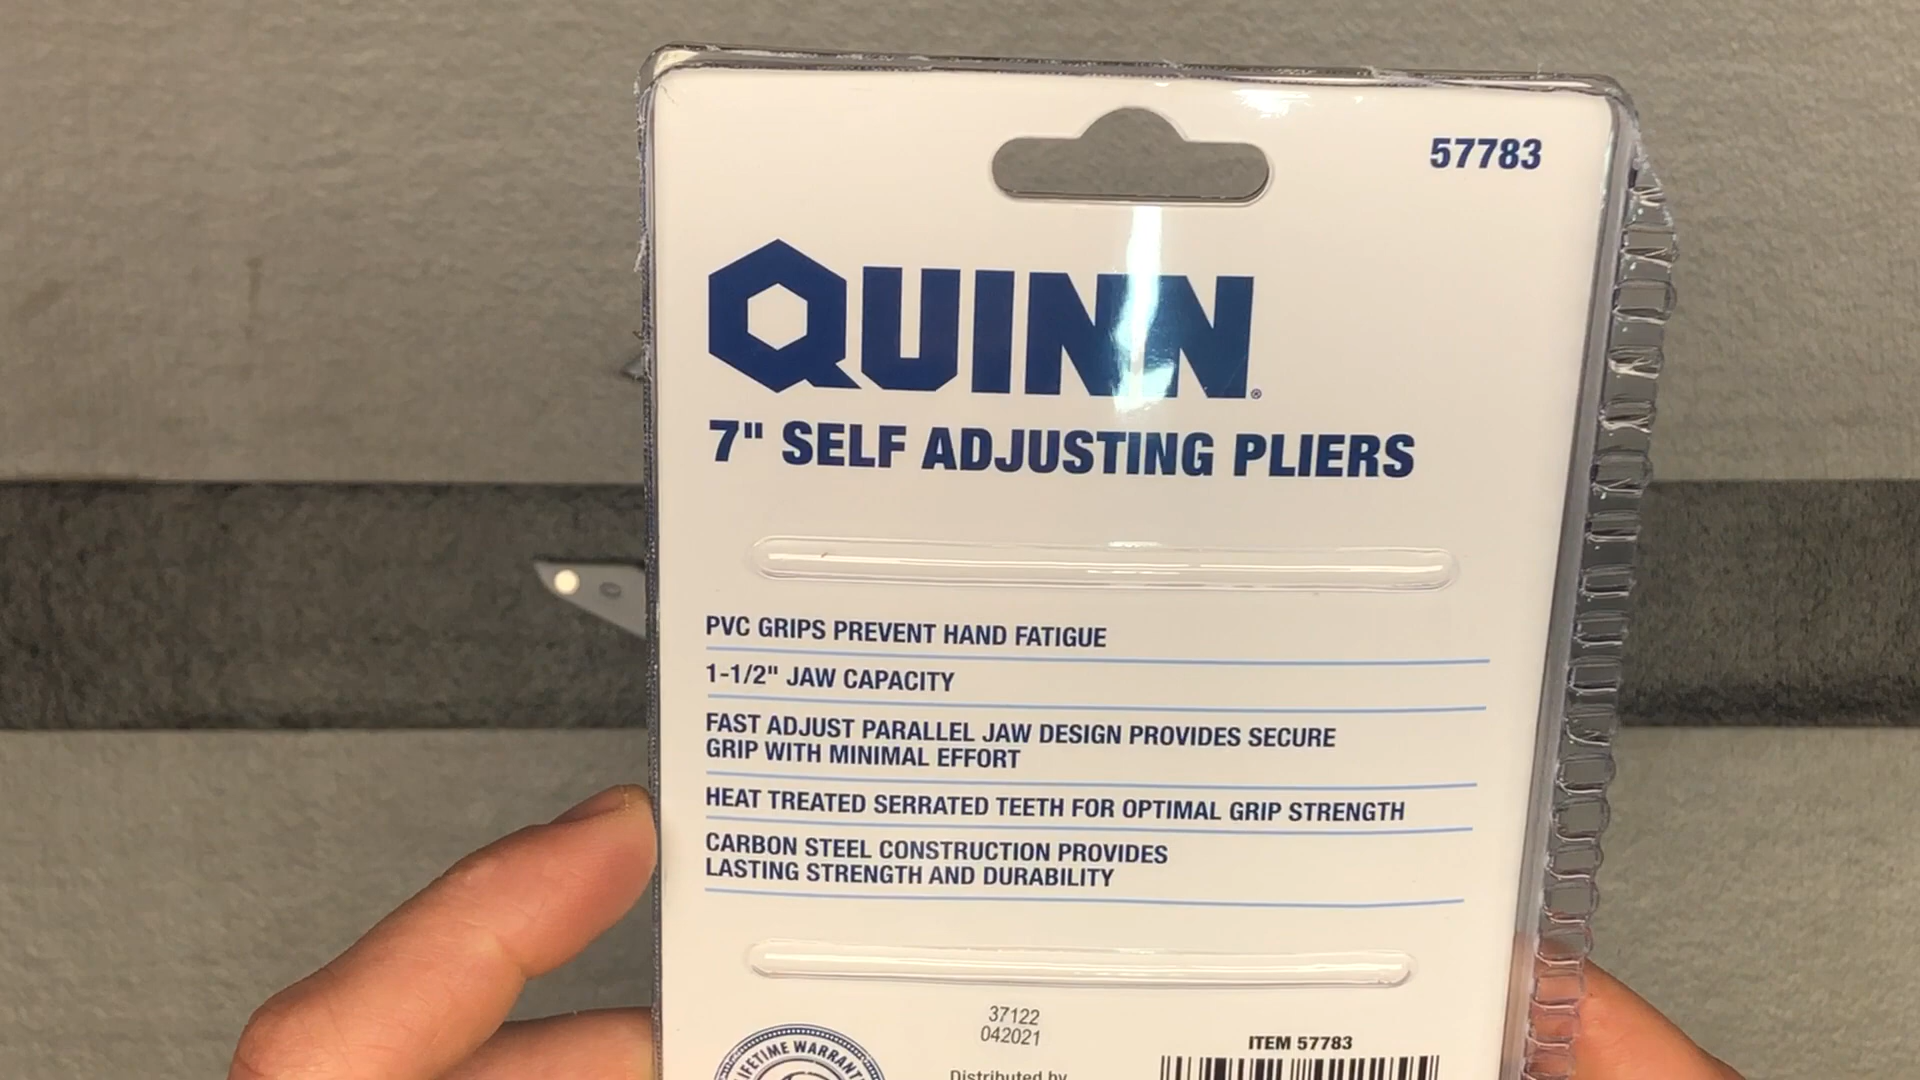 57783
QUINN®
7" SELF ADJUSTING PLIERS
PVC GRIPS PREVENT HAND FATIGUE
1-1/2" JAW CAPACITY
FAST ADJUST PARALLEL JAW DESIGN PROVIDES SECURE
GRIP WITH MINIMAL EFFORT
HEAT TREATED SERRATED TEETH FOR OPTIMAL GRIP STRENGTH
CARBON STEEL CONSTRUCTION PROVIDES
LASTING STRENGTH AND DURABILITY
37122
042021
ITEM 57783
Distributed by